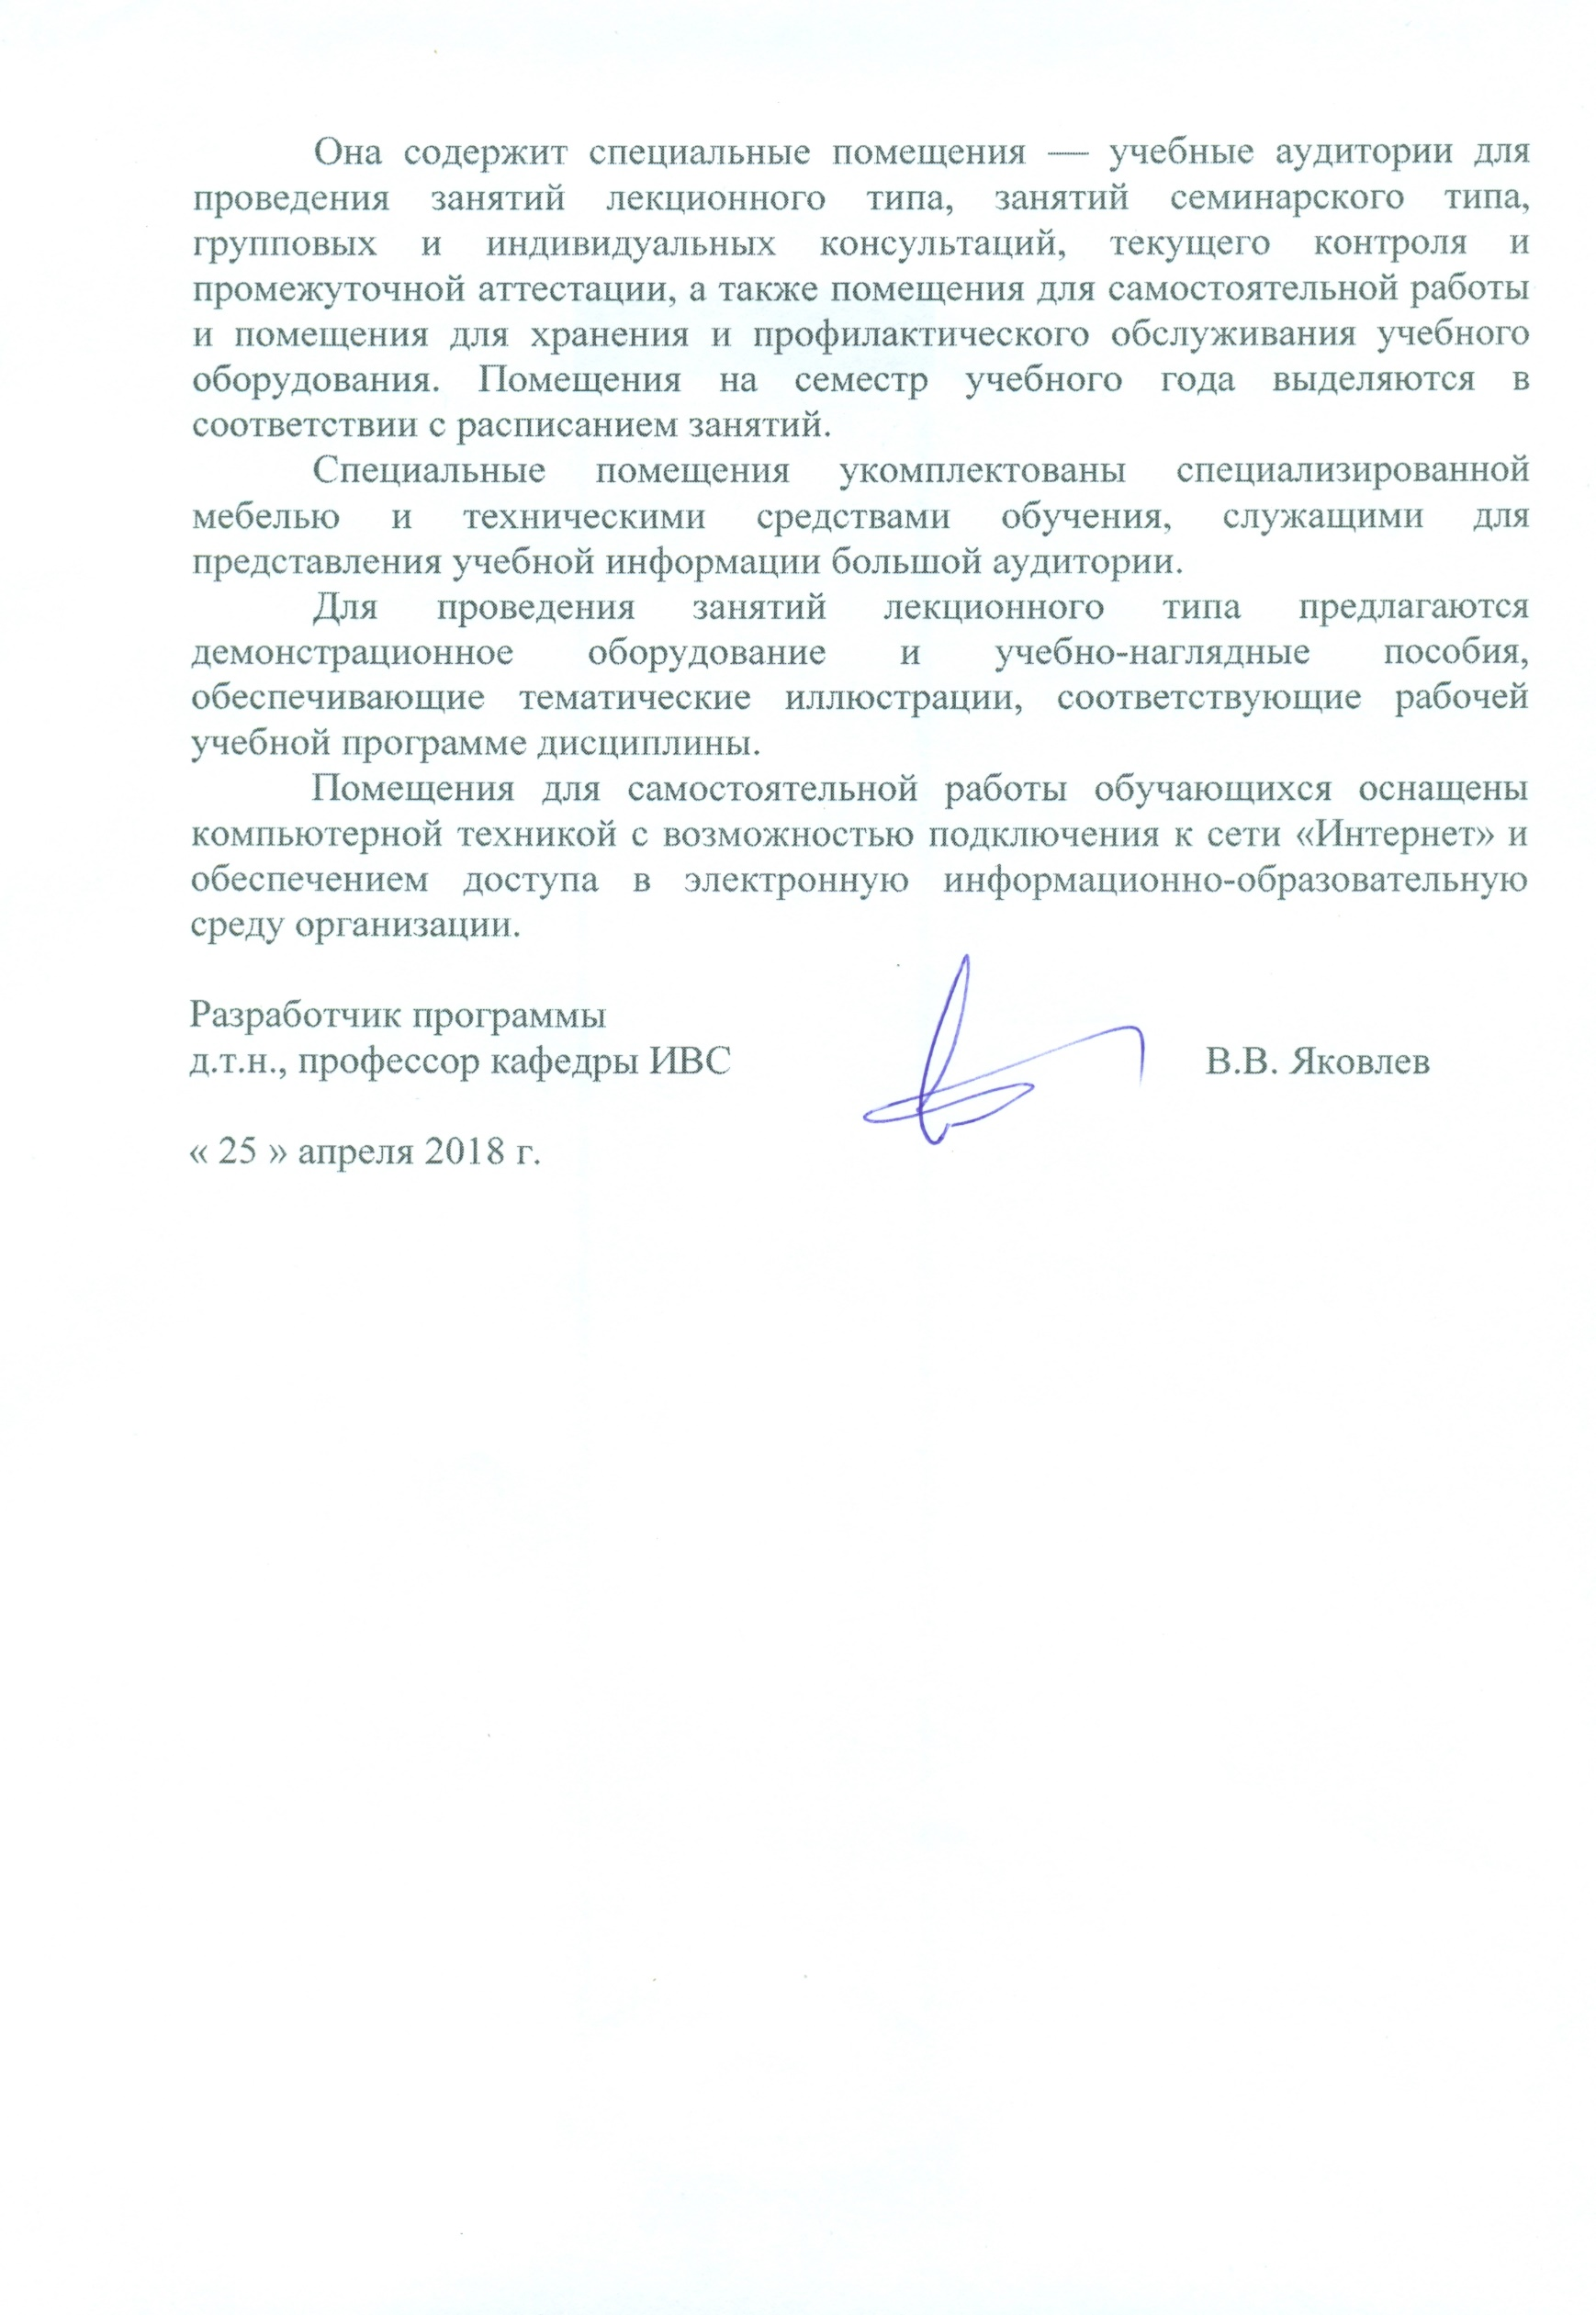 Она содержит специальные помещения — учебные аудитории для
проведения занятий лекционного типа, занятий семинарского типа,
групповых и индивидуальных консультаций, текущего контроля и
промежуточной аттестации, а также помещения для самостоятельной работы
и помещения для хранения и профилактического обслуживания учебного
оборудования. Помещения на семестр учебного года выделяются в
соответствии с расписанием занятий.
Специальные помещения укомплектованы специализированной
мебелью и техническими средствами обучения, служащими для
представления учебной информации большой аудитории.
Для проведения занятий лекционного типа предлагаются
демонстрационное оборудование и учебно-наглядные пособия,
обеспечивающие тематические иллюстрации, соответствующие рабочей
учебной программе дисциплины.
Помещения для самостоятельной работы обучающихся оснащены
компьютерной техникой с возможностью подключения к сети «Интернет» и
обеспечением доступа в электронную информационно-образовательную
среду организации.
Разработчик программы
д.т.н., профессор кафедры ИВС В.В. Яковлев
« 25 » апреля 2018 г.